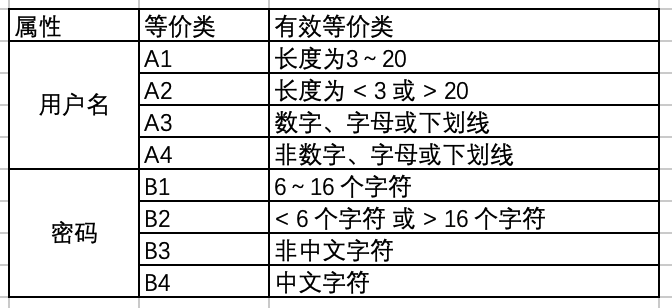 属性 等价类 有效等价类
用户名 A1 长度为3 ~ 20
A2 长度为 < 3 或 > 20
A3 数字、字母或下划线
A4 非数字、字母或下划线
密码 B1 6 ~ 16 个字符
B2 < 6 个字符 或 > 16 个字符
B3 非中文字符
B4 中文字符